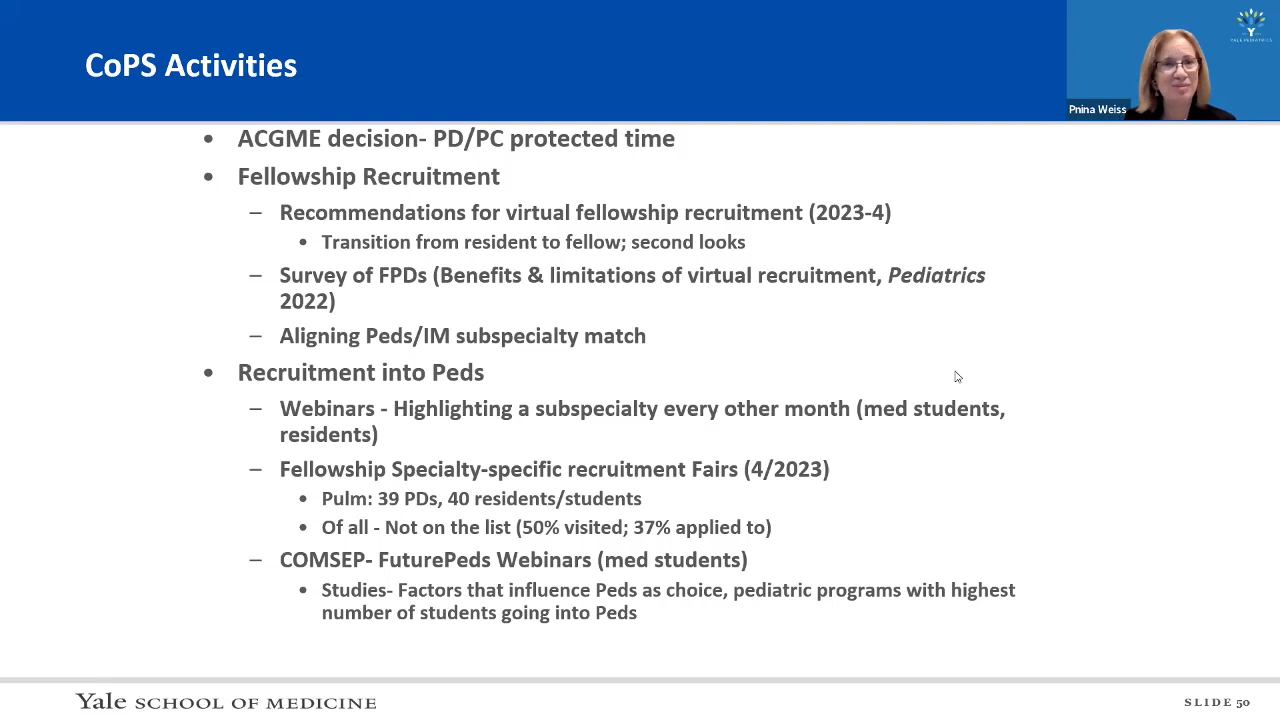 CoPS Activities
YALE PEDIATRICS
Pnina Weiss
• ACGME decision- PD/PC protected time
• Fellowship Recruitment
– Recommendations for virtual fellowship recruitment (2023-4)
• Transition from resident to fellow; second looks
– Survey of FPDs (Benefits & limitations of virtual recruitment, Pediatrics
2022)
– Aligning Peds/IM subspecialty match
• Recruitment into Peds
– Webinars - Highlighting a subspecialty every other month (med students,
residents)
– Fellowship Specialty-specific recruitment Fairs (4/2023)
• Pulm: 39 PDs, 40 residents/students
• Of all - Not on the list (50% visited; 37% applied to)
– COMSEP- FuturePeds Webinars (med students)
• Studies- Factors that influence Peds as choice, pediatric programs with highest
number of students going into Peds
Yale SCHOOL OF MEDICINE
SLIDE 50